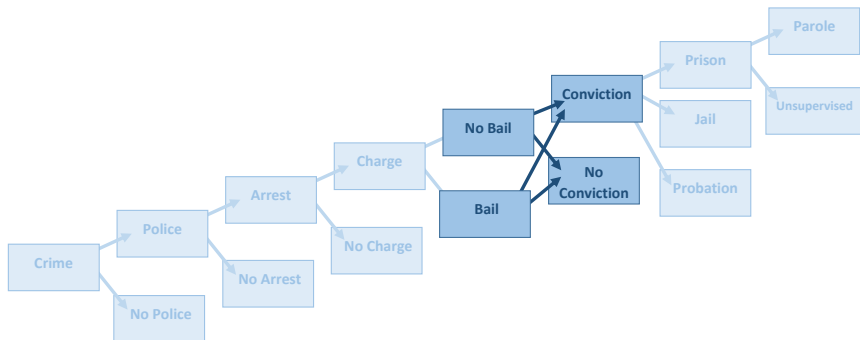 Parole
Prison
Unsupervised
Conviction
Jail
No Bail
No
Conviction
Probation
Charge
Bail
Arrest
No Charge
Police
No Arrest
Crime
No Police